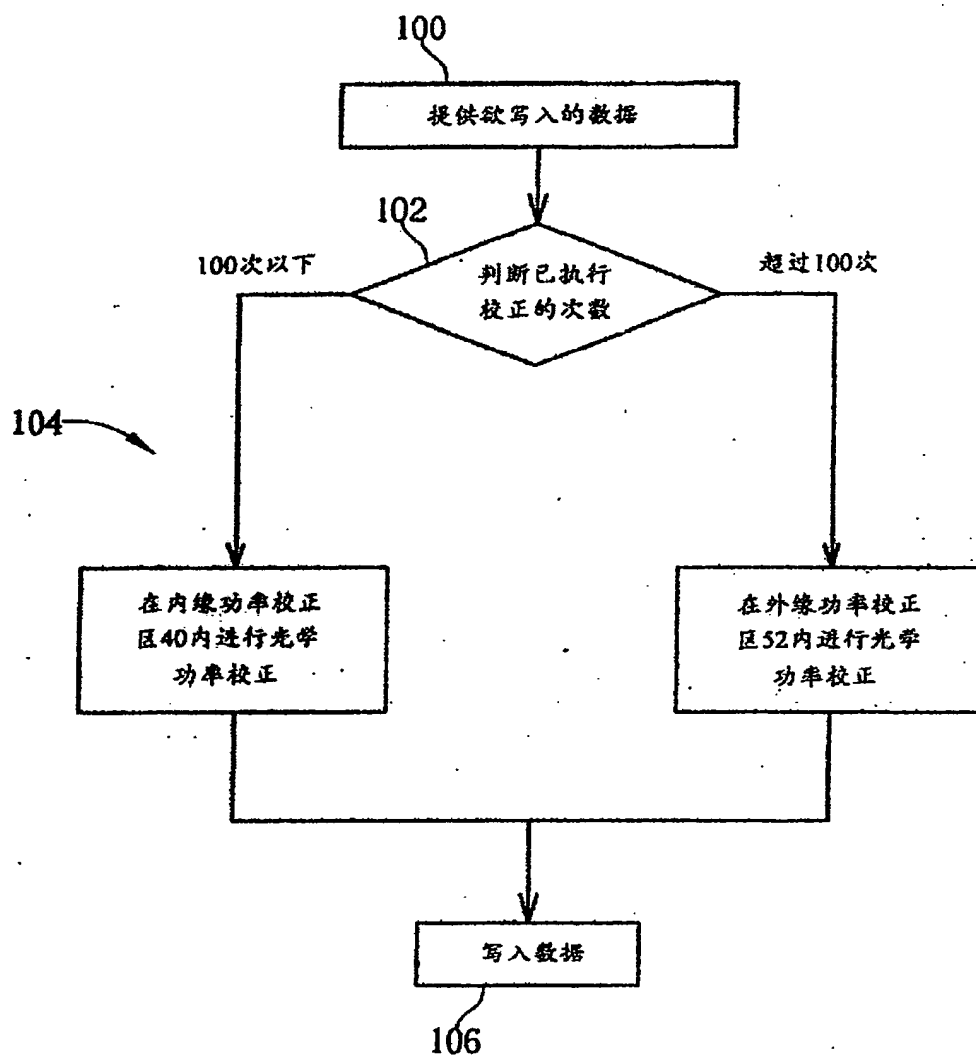 100
提供欲写入的数据
102
100次以下
判断已执行
校正的次数
超过100次
104
在内缘功率校正
区40内进行光学
功率校正
在外缘功率校正
区52内进行光学
功率校正
写入数据
106